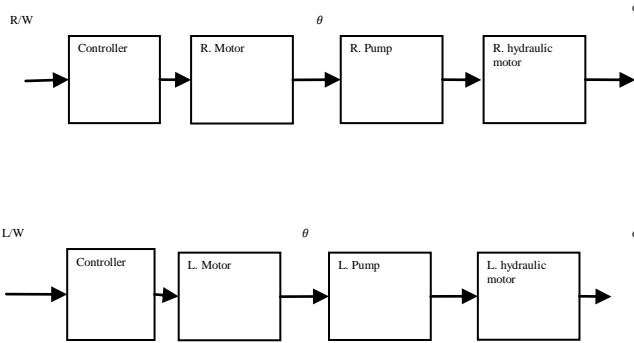 R/W
θ
Controller
R. Motor
R. Pump
R. hydraulic
motor
L/W
θ
Controller
L. Motor
L. Pump
L. hydraulic
motor